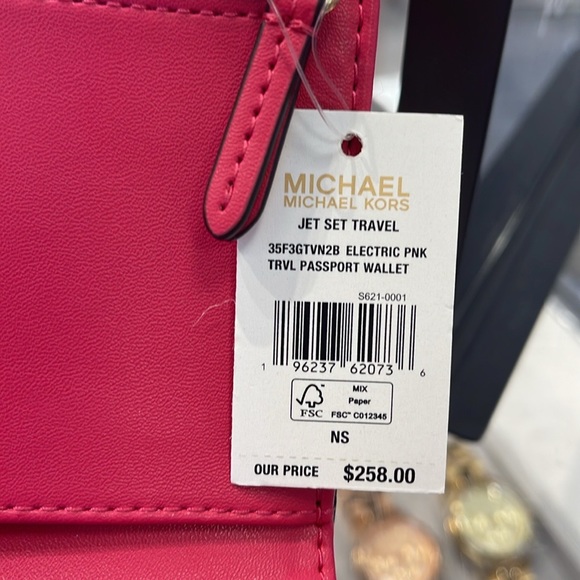 MICHAEL
MICHAEL KORS
JET SET TRAVEL
35F3GTVN2B ELECTRIC PNK
TRVL PASSPORT WALLET
S621-0001
1 96237 62073 6
FSC
MIX
Paper
FSC™ C012345
NS
OUR PRICE $258.00